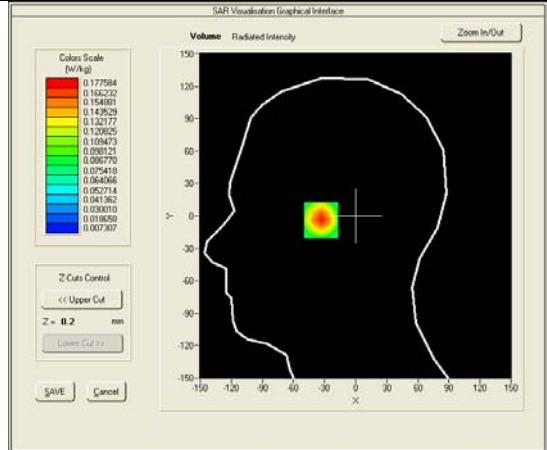 SAR Visualisation Graphical Interface
Volume Radiated Intensity
Zoom In/Out
Colors Scale
(W/kg)
0.177584
0.166232
0.154881
0.143529
0.132177
0.120825
0.109473
0.098121
0.086770
0.075418
0.064066
0.052714
0.041362
0.030010
0.018658
0.007307
Z Cuts Control
<< Upper Cut
Z = 0.2 mm
Lower Cut >>
SAVE Cancel
150
120
90
60
30
Y 0
-30
-60
-90
-120
-150
-150 -120 -90 -60 -30 0 30 60 90 120 150
X